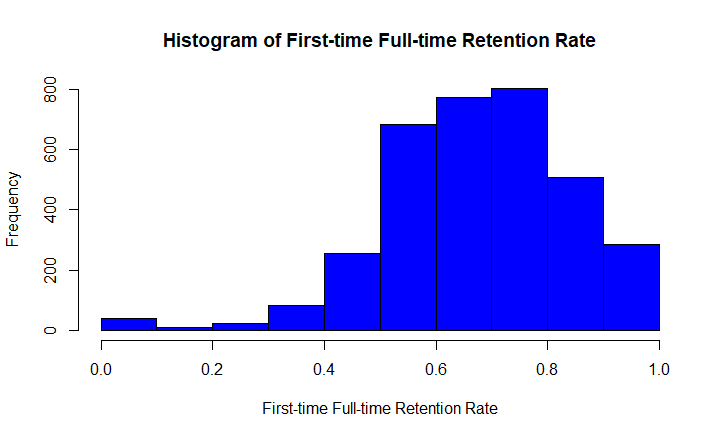 Histogram of First-time Full-time Retention Rate
Frequency
800
600
400
200
0
0.0 0.2 0.4 0.6 0.8 1.0
First-time Full-time Retention Rate